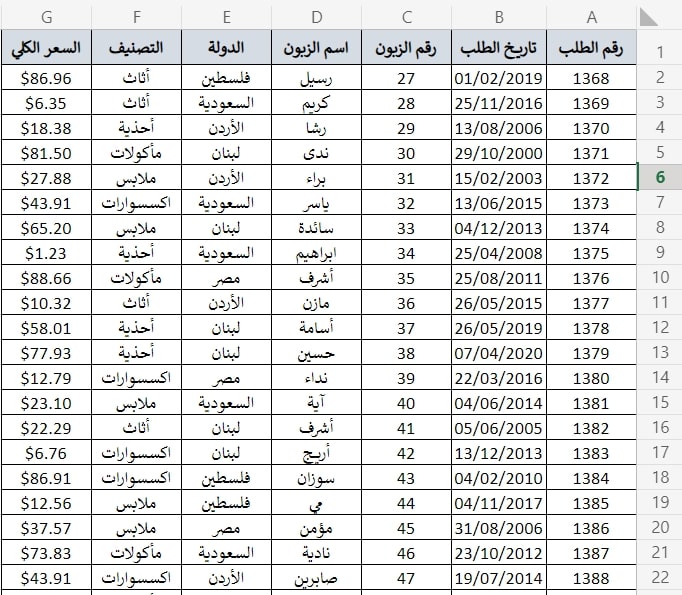 A B C D E F G
1 رقم الطلب تاريخ الطلب رقم الزبون اسم الزبون الدولة التصنيف السعر الكلي
2 1368 01/02/2019 27 رسيل فلسطين أثاث $86.96
3 1369 25/11/2016 28 كريم السعودية أثاث $6.35
4 1370 13/08/2006 29 رشا الأردن أحذية $18.38
5 1371 29/10/2000 30 ندى لبنان مأكولات $81.50
6 1372 15/02/2003 31 براء الأردن ملابس $27.88
7 1373 13/06/2015 32 ياسر السعودية اكسسوارات $43.91
8 1374 04/12/2013 33 سائدة لبنان ملابس $65.20
9 1375 25/04/2008 34 ابراهيم السعودية أحذية $1.23
10 1376 25/08/2011 35 أشرف مصر مأكولات $88.66
11 1377 26/05/2015 36 مازن الأردن أثاث $10.32
12 1378 26/05/2019 37 أسامة لبنان أحذية $58.01
13 1379 07/04/2020 38 حسين لبنان أحذية $77.93
14 1380 22/03/2016 39 نداء مصر اكسسوارات $12.79
15 1381 04/06/2014 40 آية السعودية ملابس $23.10
16 1382 05/06/2005 41 أشرف لبنان أثاث $22.29
17 1383 13/12/2013 42 أريج لبنان اكسسوارات $6.76
18 1384 04/02/2010 43 سوزان فلسطين اكسسوارات $86.91
19 1385 04/11/2017 44 مي فلسطين ملابس $12.56
20 1386 31/08/2006 45 مؤمن مصر ملابس $37.57
21 1387 23/10/2012 46 نادية السعودية مأكولات $73.83
22 1388 19/07/2014 47 صابرين الأردن اكسسوارات $43.91